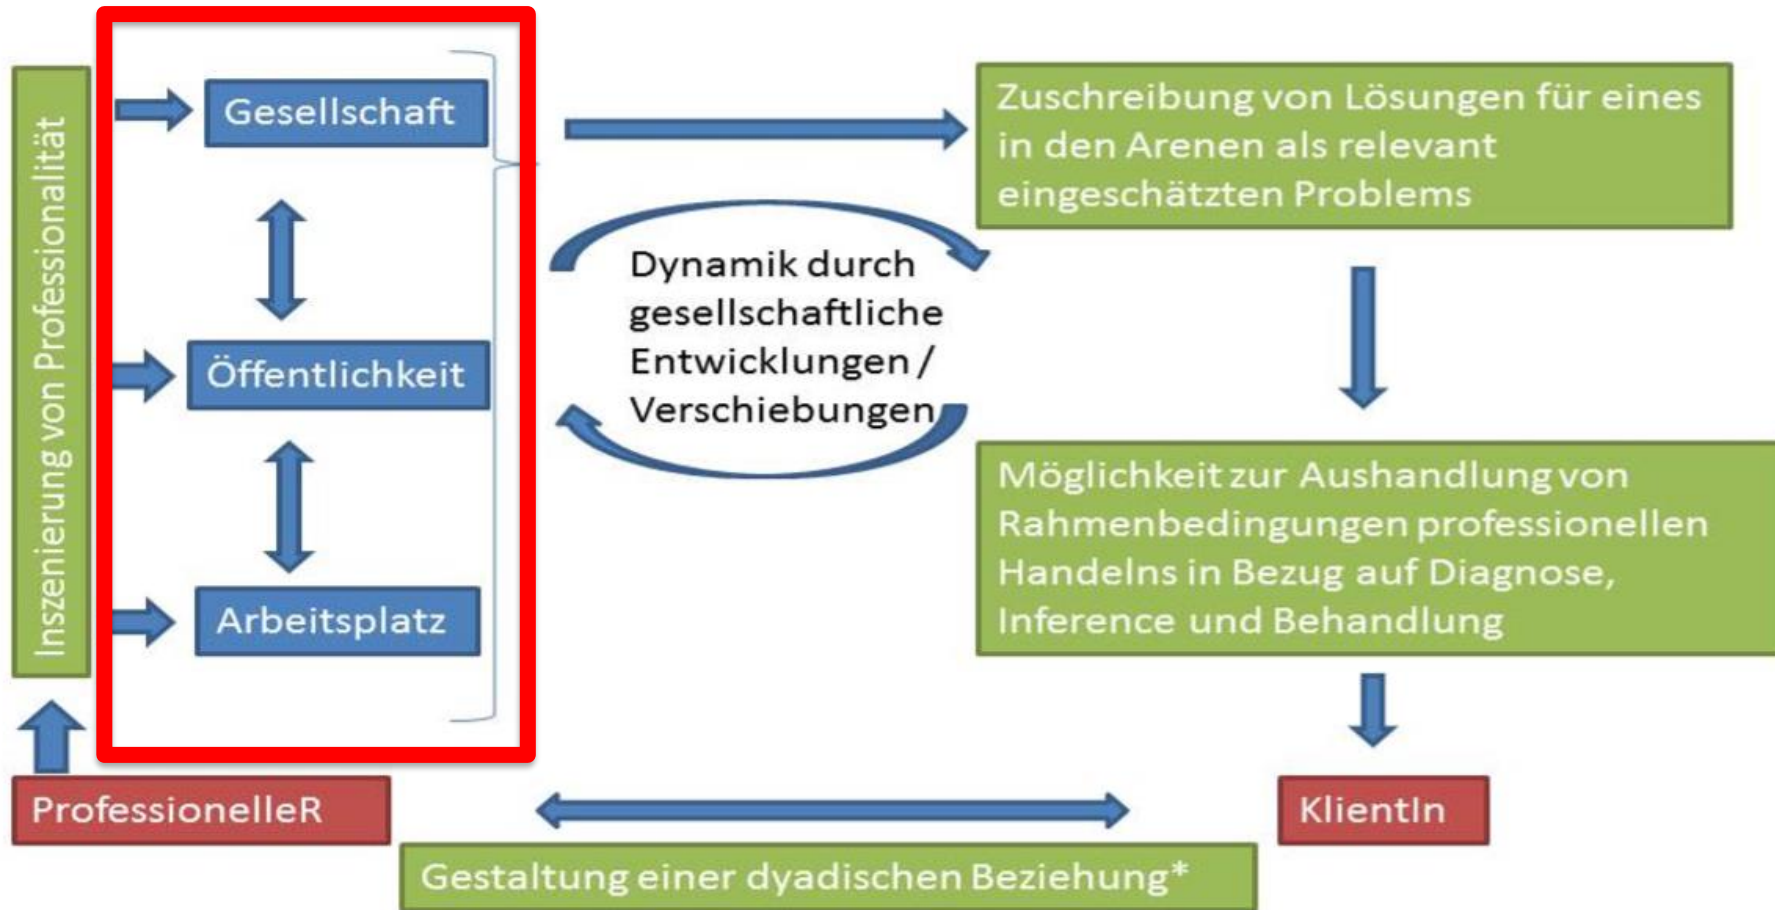 Inszenierung von Professionalität
Gesellschaft
Öffentlichkeit
Arbeitsplatz
Dynamik durch
gesellschaftliche
Entwicklungen /
Verschiebungen
Zuschreibung von Lösungen für eines
in den Arenen als relevant
eingeschätzten Problems
Möglichkeit zur Aushandlung von
Rahmenbedingungen professionellen
Handelns in Bezug auf Diagnose,
Inference und Behandlung
ProfessionelleR
KlientIn
Gestaltung einer dyadischen Beziehung*